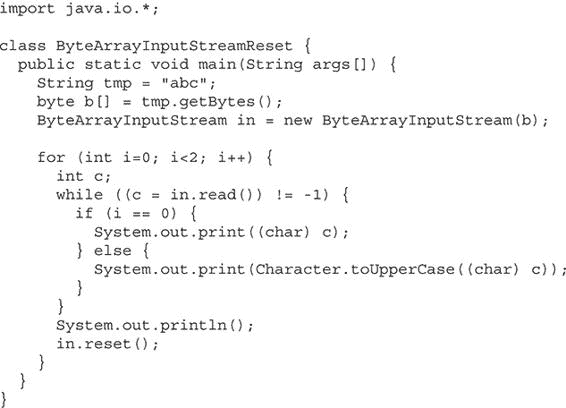 import java.io.*;

class ByteArrayInputStreamReset {
  public static void main(String args[]) {
    String tmp = "abc";
    byte b[] = tmp.getBytes();
    ByteArrayInputStream in = new ByteArrayInputStream(b);

    for (int i=0; i<2; i++) {
      int c;
      while ((c = in.read()) != -1) {
        if (i == 0) {
          System.out.print((char) c);
        } else {
          System.out.print(Character.toUpperCase((char) c));
        }
      }
      System.out.println();
      in.reset();
    }
  }
}